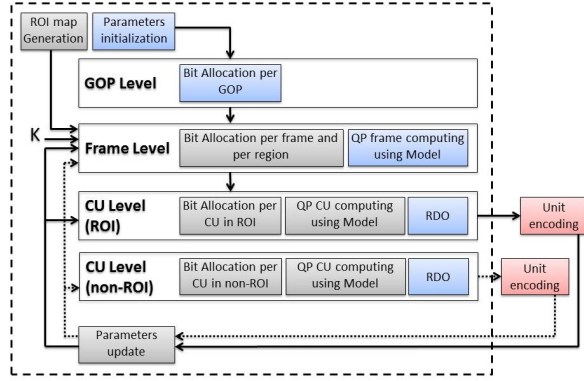 ROI map
Generation
Parameters
initialization
GOP Level
Bit Allocation per
GOP
K
Frame Level
Bit Allocation per frame and
per region
QP frame computing
using Model
CU Level
(ROI)
Bit Allocation per
CU in ROI
QP CU computing
using Model
RDO
Unit
encoding
CU Level
(non-ROI)
Bit Allocation per
CU in non-ROI
QP CU computing
using Model
RDO
Unit
encoding
Parameters
update